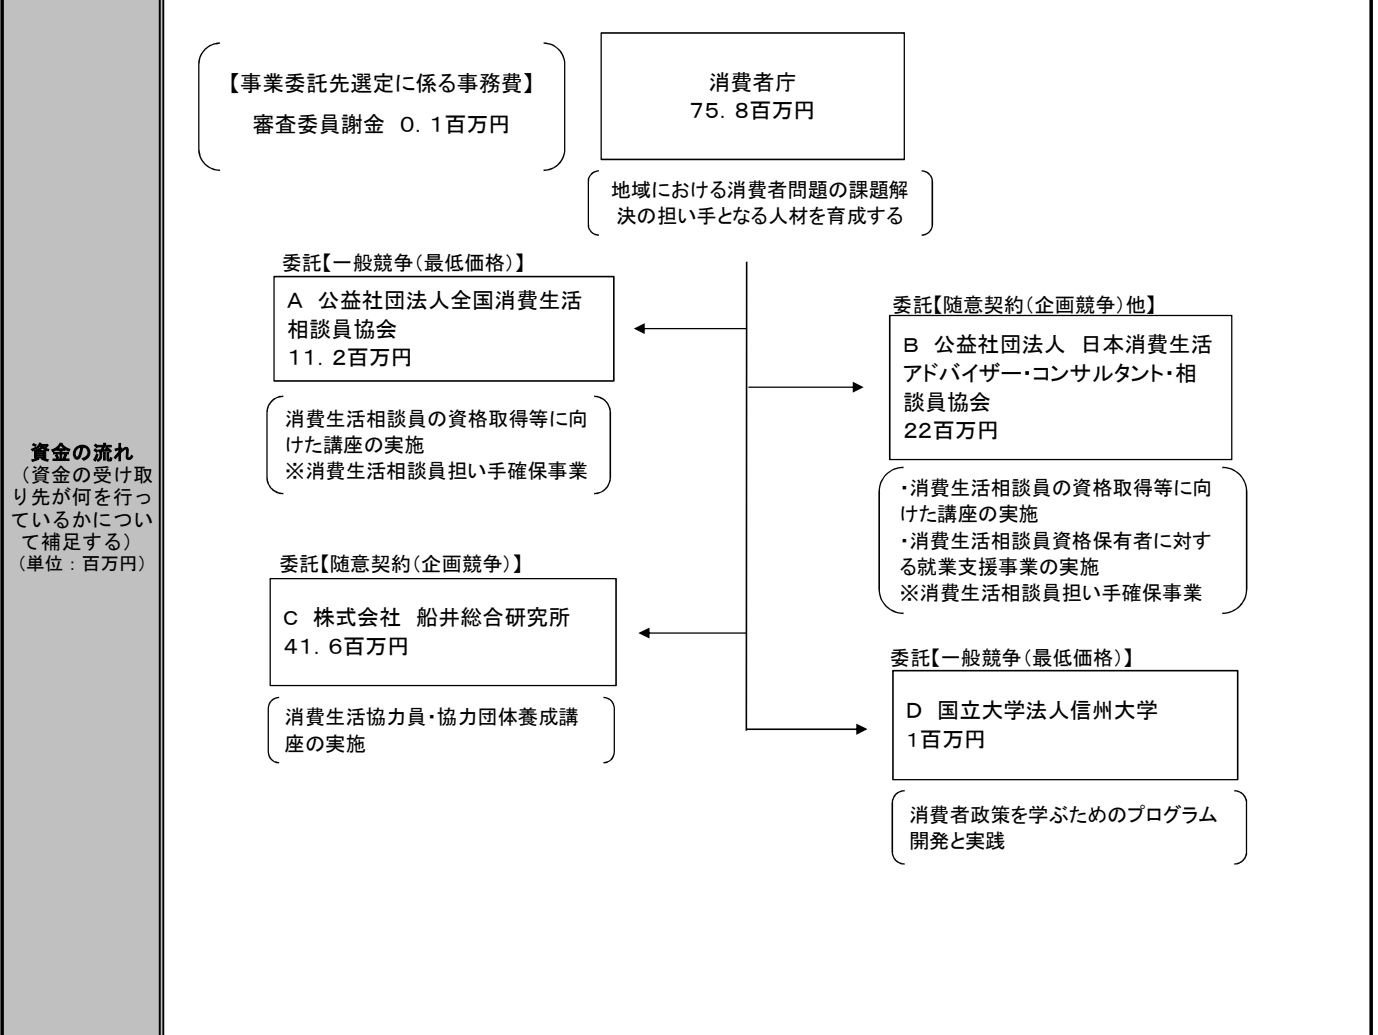 資金の流れ
（資金の受け取
り先が何を行っ
ているかについ
て補足する）
（単位：百万円）
【事業委託先選定に係る事務費】
審査委員謝金　０．１百万円
消費者庁
７５．８百万円
地域における消費者問題の課題解
決の担い手となる人材を育成する
委託【一般競争（最低価格）】
Ａ　公益社団法人全国消費生活
相談員協会
１１．２百万円
消費生活相談員の資格取得等に向
けた講座の実施
※消費生活相談員担い手確保事業
委託【随意契約（企画競争）他】
Ｂ　公益社団法人　日本消費生活
アドバイザー・コンサルタント・相
談員協会
２２百万円
・消費生活相談員の資格取得等に向
けた講座の実施
・消費生活相談員資格保有者に対す
る就業支援事業の実施
※消費生活相談員担い手確保事業
委託【随意契約（企画競争）】
Ｃ　株式会社　船井総合研究所
４１．６百万円
消費生活協力員・協力団体養成講
座の実施
委託【一般競争（最低価格）】
Ｄ　国立大学法人信州大学
１百万円
消費者政策を学ぶためのプログラム
開発と実践